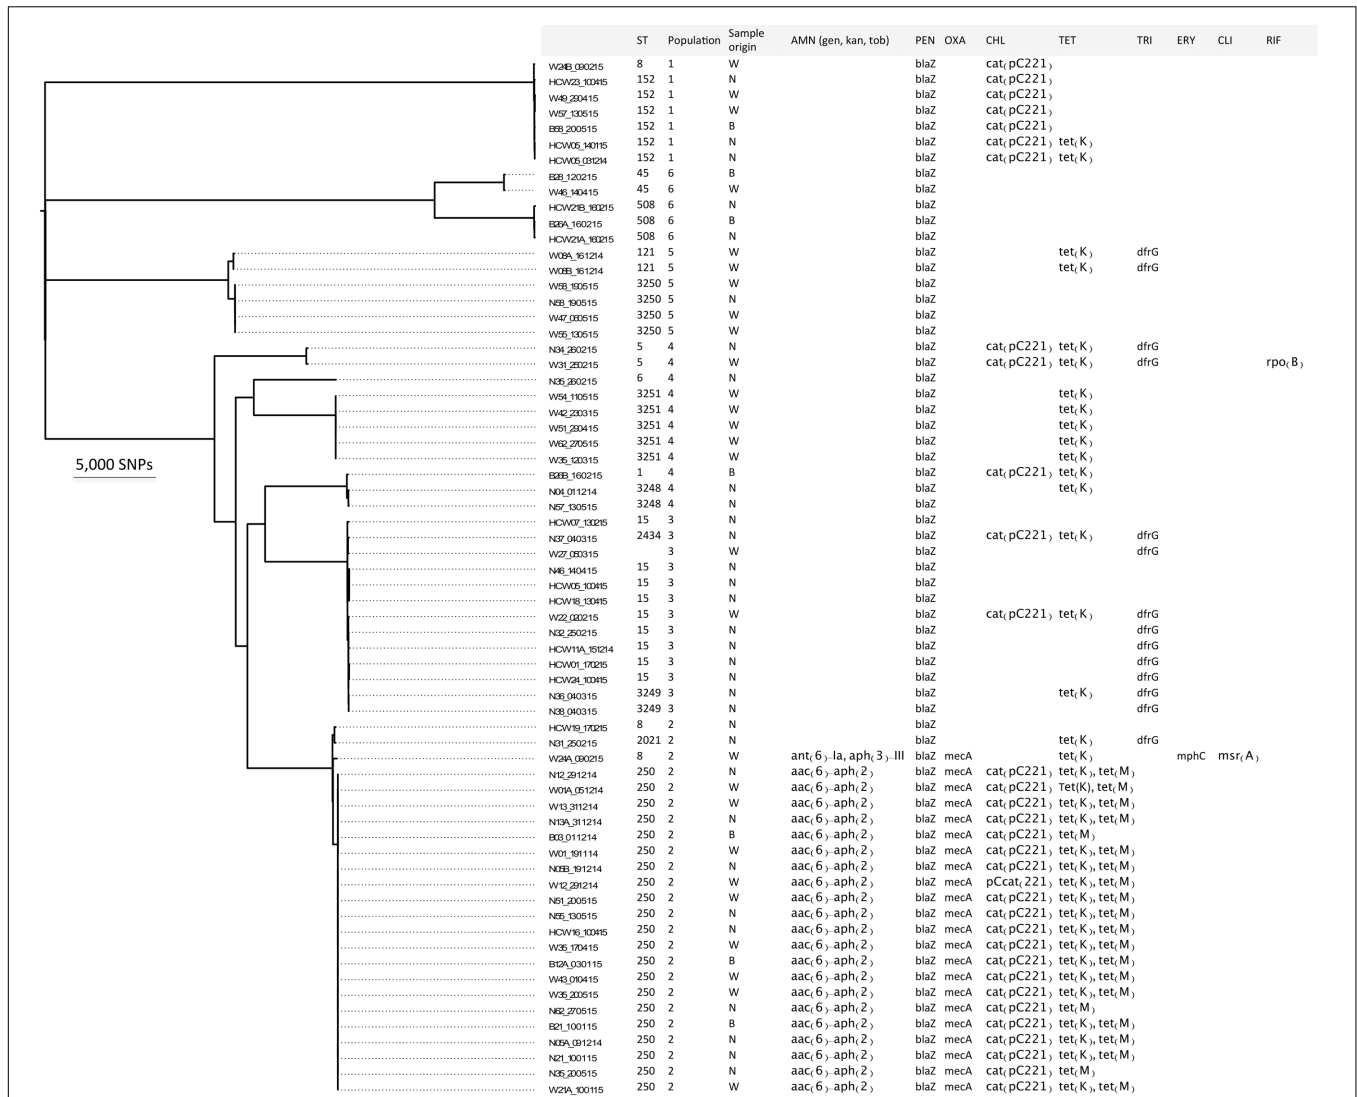 ST Population Sample origin AMN (gen, kan, tob) PEN OXA CHL TET TRI ERY CLI RIF
W24B_090215 8 1 W blaZ cat(pC221)
HCW23_100415 152 1 N blaZ cat(pC221)
W49_290415 152 1 W blaZ cat(pC221)
W57_130515 152 1 W blaZ cat(pC221)
B58_200515 152 1 B blaZ cat(pC221)
HCW05_140115 152 1 N blaZ cat(pC221) tet(K)
HCW05_031214 152 1 N blaZ cat(pC221) tet(K)
B28_120215 45 6 B blaZ
W46_140415 45 6 W blaZ
HCW21B_160215 508 6 N blaZ
B26A_160215 508 6 B blaZ
HCW21A_160215 508 6 N blaZ
W08A_161214 121 5 W blaZ tet(K) dfrG
W08B_161214 121 5 W blaZ tet(K) dfrG
W58_190515 3250 5 W blaZ
N58_190515 3250 5 N blaZ
W47_060515 3250 5 W blaZ
W55_130515 3250 5 W blaZ
N34_260215 5 4 N blaZ cat(pC221) tet(K) dfrG
W31_250215 5 4 W blaZ cat(pC221) tet(K) dfrG rpo(B)
N35_260215 6 4 N blaZ
W54_110515 3251 4 W blaZ tet(K)
W42_230315 3251 4 W blaZ tet(K)
W51_290415 3251 4 W blaZ tet(K)
W62_270515 3251 4 W blaZ tet(K)
W35_120315 3251 4 W blaZ tet(K)
5,000 SNPs
B26B_160215 1 4 B blaZ cat(pC221) tet(K)
N04_011214 3248 4 N blaZ tet(K)
N57_130515 3248 4 N blaZ
HCW07_130215 15 3 N blaZ
N37_040315 2434 3 N blaZ cat(pC221) tet(K) dfrG
W27_050315 3 W blaZ dfrG
N46_140415 15 3 N blaZ
HCW05_100415 15 3 N blaZ
HCW18_130415 15 3 N blaZ
W22_020215 15 3 W blaZ cat(pC221) tet(K) dfrG
N32_250215 15 3 N blaZ dfrG
HCW11A_151214 15 3 N blaZ dfrG
HCW01_170215 15 3 N blaZ dfrG
HCW24_100415 15 3 N blaZ dfrG
N36_040315 3249 3 N blaZ tet(K) dfrG
N38_040315 3249 3 N blaZ dfrG
HCW19_170215 8 2 N blaZ
N31_250215 2021 2 N blaZ tet(K) dfrG
W24A_090215 8 2 W ant(6)-Ia, aph(3)-III blaZ mecA tet(K) mphC msr(A)
N12_291214 250 2 N aac(6)-aph(2) blaZ mecA cat(pC221) tet(K), tet(M)
W01A_051214 250 2 W aac(6)-aph(2) blaZ mecA cat(pC221) Tet(K), tet(M)
W13_311214 250 2 W aac(6)-aph(2) blaZ mecA cat(pC221) tet(K), tet(M)
N13A_311214 250 2 N aac(6)-aph(2) blaZ mecA cat(pC221) tet(K), tet(M)
B03_011214 250 2 B aac(6)-aph(2) blaZ mecA cat(pC221) tet(M)
W01_191114 250 2 W aac(6)-aph(2) blaZ mecA cat(pC221) tet(K), tet(M)
N05B_191214 250 2 N aac(6)-aph(2) blaZ mecA cat(pC221) tet(K), tet(M)
W12_291214 250 2 W aac(6)-aph(2) blaZ mecA pCcat(221) tet(K), tet(M)
N51_200515 250 2 W aac(6)-aph(2) blaZ mecA cat(pC221) tet(K), tet(M)
N55_130515 250 2 N aac(6)-aph(2) blaZ mecA cat(pC221) tet(K), tet(M)
HCW16_100415 250 2 N aac(6)-aph(2) blaZ mecA cat(pC221) tet(K), tet(M)
W35_170415 250 2 W aac(6)-aph(2) blaZ mecA cat(pC221) tet(K), tet(M)
B12A_030115 250 2 B aac(6)-aph(2) blaZ mecA cat(pC221) tet(K), tet(M)
W43_010415 250 2 W aac(6)-aph(2) blaZ mecA cat(pC221) tet(K), tet(M)
W35_200515 250 2 W aac(6)-aph(2) blaZ mecA cat(pC221) tet(K), tet(M)
N62_270515 250 2 N aac(6)-aph(2) blaZ mecA cat(pC221) tet(M)
B21_100115 250 2 B aac(6)-aph(2) blaZ mecA cat(pC221) tet(K), tet(M)
N05A_091214 250 2 N aac(6)-aph(2) blaZ mecA cat(pC221) tet(K), tet(M)
N21_100115 250 2 N aac(6)-aph(2) blaZ mecA cat(pC221) tet(K), tet(M)
N35_200515 250 2 N aac(6)-aph(2) blaZ mecA cat(pC221) tet(M)
W21A_100115 250 2 W aac(6)-aph(2) blaZ mecA cat(pC221) tet(K), tet(M)